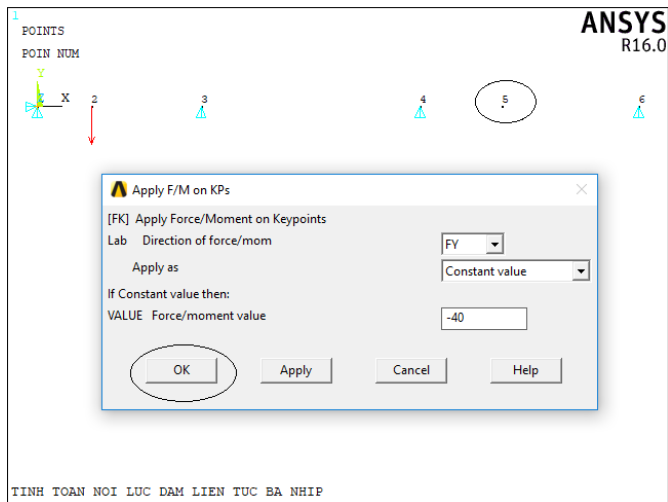 1
POINTS
POIN NUM
ANSYS
R16.0
Y
Z X 2 3 4 5 6
Apply F/M on KPs
[FK] Apply Force/Moment on Keypoints
Lab Direction of force/mom FY
Apply as Constant value
If Constant value then:
VALUE Force/moment value -40
OK Apply Cancel Help
TINH TOAN NOI LUC DAM LIEN TUC BA NHIP